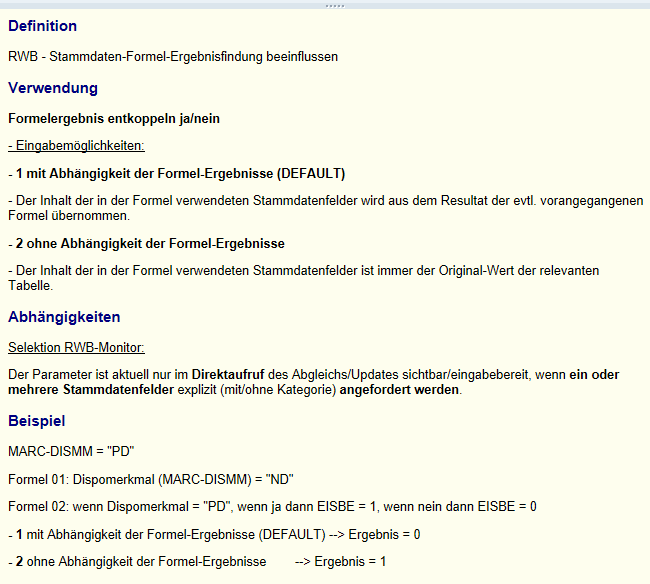 Definition
RWB - Stammdaten-Formel-Ergebnisfindung beeinflussen
Verwendung
Formelergebnis entkoppeln ja/nein
- Eingabemöglichkeiten:
- 1 mit Abhängigkeit der Formel-Ergebnisse (DEFAULT)
- Der Inhalt der in der Formel verwendeten Stammdatenfelder wird aus dem Resultat der evtl. vorangegangenen
Formel übernommen.
- 2 ohne Abhängigkeit der Formel-Ergebnisse
- Der Inhalt der in der Formel verwendeten Stammdatenfelder ist immer der Original-Wert der relevanten
Tabelle.
Abhängigkeiten
Selektion RWB-Monitor:
Der Parameter ist aktuell nur im Direktaufruf des Abgleichs/Updates sichtbar/eingabebereit, wenn ein oder
mehrere Stammdatenfelder explizit (mit/ohne Kategorie) angefordert werden.
Beispiel
MARC-DISMM = "PD"
Formel 01: Dispomerkmal (MARC-DISMM) = "ND"
Formel 02: wenn Dispomerkmal = "PD", wenn ja dann EISBE = 1, wenn nein dann EISBE = 0
- 1 mit Abhängigkeit der Formel-Ergebnisse (DEFAULT) --> Ergebnis = 0
- 2 ohne Abhängigkeit der Formel-Ergebnisse --> Ergebnis = 1